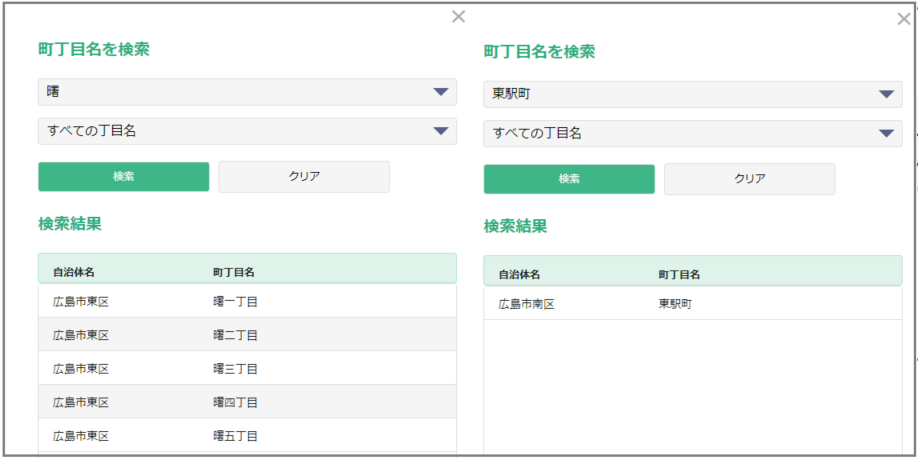 町丁目名を検索
曙
すべての丁目名
検索 クリア
検索結果
自治体名 町丁目名
広島市東区 曙一丁目
広島市東区 曙二丁目
広島市東区 曙三丁目
広島市東区 曙四丁目
広島市東区 曙五丁目
町丁目名を検索
東駅町
すべての丁目名
検索 クリア
検索結果
自治体名 町丁目名
広島市南区 東駅町